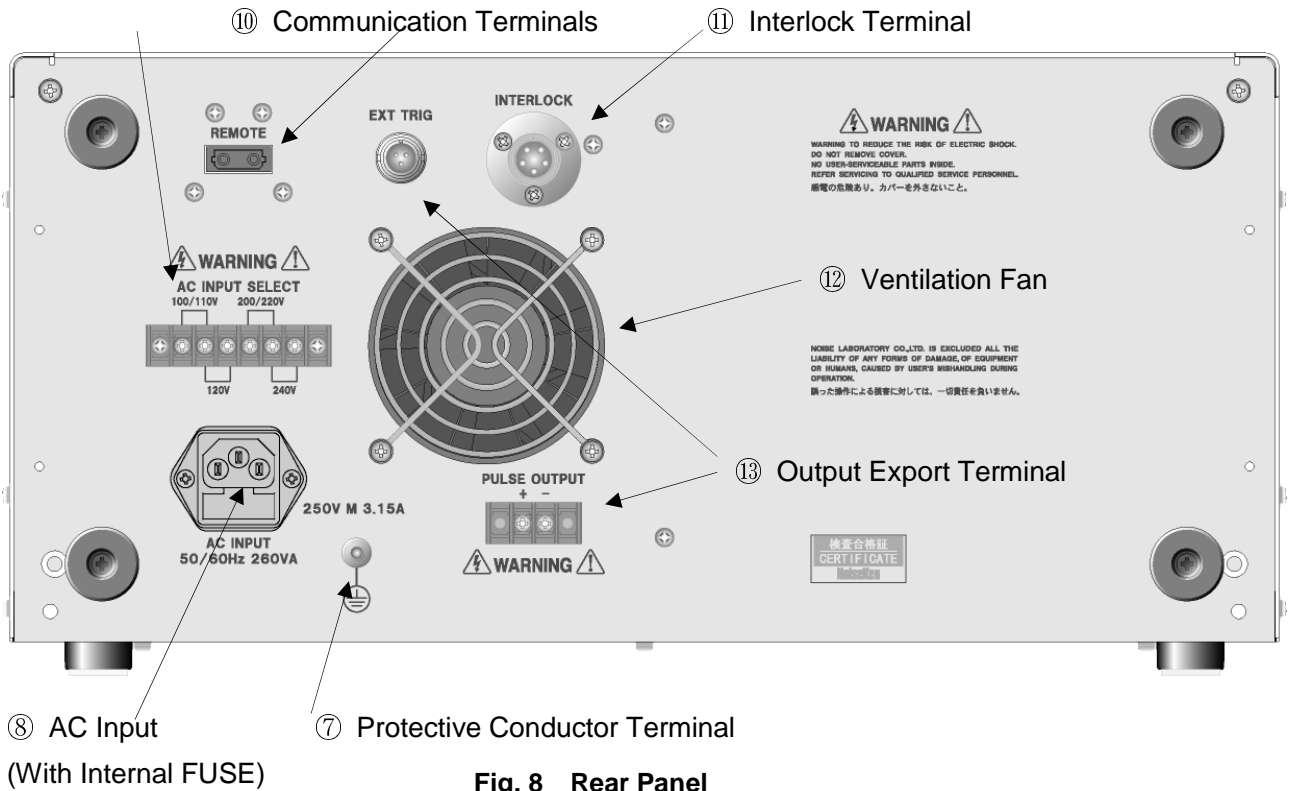 ⑩ Communication Terminals
⑪ Interlock Terminal
INTERLOCK
EXT TRIG
REMOTE
WARNING
WARNING TO REDUCE THE RISK OF ELECTRIC SHOCK.
DO NOT REMOVE COVER.
NO USER-SERVICEABLE PARTS INSIDE.
REFER SERVICING TO QUALIFIED SERVICE PERSONNEL.
感電の危険あり。カバーを外さないこと。
WARNING
AC INPUT SELECT
100/110V 200/220V
120V 240V
⑫ Ventilation Fan
NOISE LABORATORY CO.,LTD. IS EXCLUDED ALL THE
LIABILITY OF ANY FORMS OF DAMAGE, OF EQUIPMENT
OR HUMANS, CAUSED BY USER'S MISHANDLING DURING
OPERATION.
誤った操作による損害に対しては、一切責任を負いません。
⑬ Output Export Terminal
PULSE OUTPUT
+ −
WARNING
250V M 3.15A
AC INPUT
50/60Hz 260VA
検査合格証
CERTIFICATE
NoiseKen
⑧ AC Input
(With Internal FUSE)
⑦ Protective Conductor Terminal
Fig. 8 Rear Panel